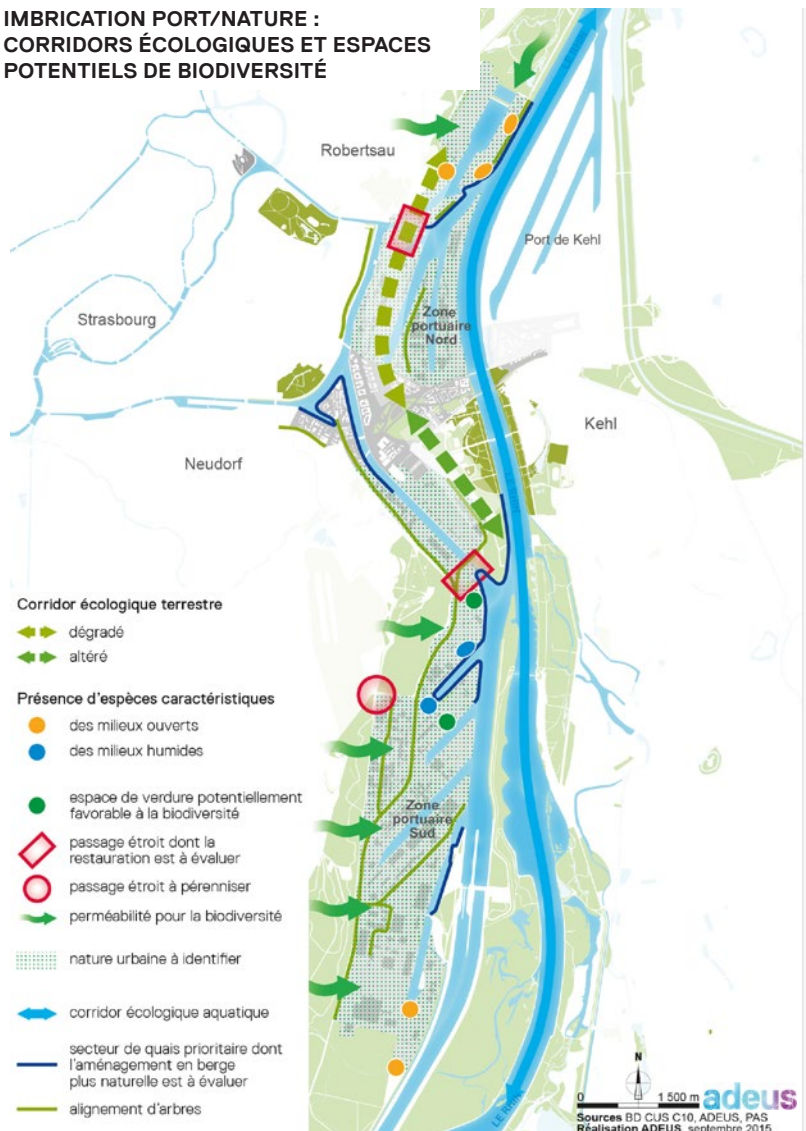 IMBRICATION PORT/NATURE :
CORRIDORS ÉCOLOGIQUES ET ESPACES
POTENTIELS DE BIODIVERSITÉ
LE RHIN
Robertsau
Port de Kehl
Strasbourg
Zone
portuaire
Nord
Kehl
Neudorf
LE RHIN
Corridor écologique terrestre
dégradé
altéré
Présence d'espèces caractéristiques
des milieux ouverts
des milieux humides
espace de verdure potentiellement
favorable à la biodiversité
passage étroit dont la
restauration est à évaluer
passage étroit à pérenniser
perméabilité pour la biodiversité
nature urbaine à identifier
corridor écologique aquatique
secteur de quais prioritaire dont
l'aménagement en berge
plus naturelle est à évaluer
alignement d'arbres
Zone
portuaire
Sud
LE RHIN
N
0 1 500 m
adeus
Sources BD CUS C10, ADEUS, PAS
Réalisation ADEUS, septembre 2015